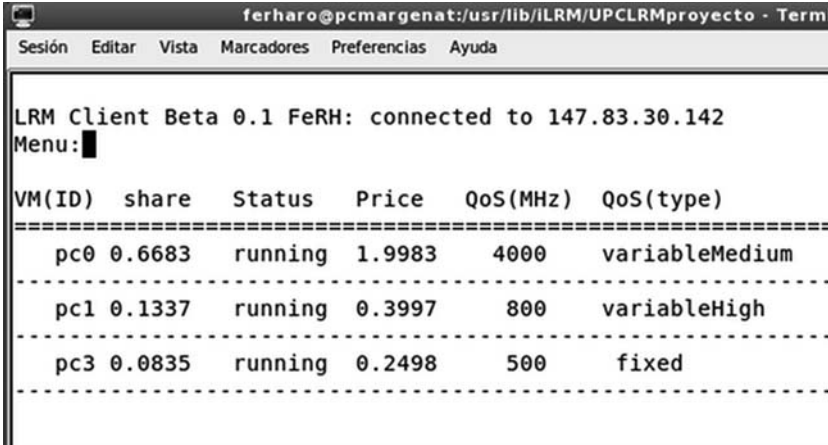 ferharo@pcmargenat:/usr/lib/iLRM/UPCLRMproyecto - Term
Sesión Editar Vista Marcadores Preferencias Ayuda
LRM Client Beta 0.1 FeRH: connected to 147.83.30.142
Menu:
VM(ID) share Status Price QoS(MHz) QoS(type)
================================================================
pc0 0.6683 running 1.9983 4000 variableMedium
pc1 0.1337 running 0.3997 800 variableHigh
pc3 0.0835 running 0.2498 500 fixed